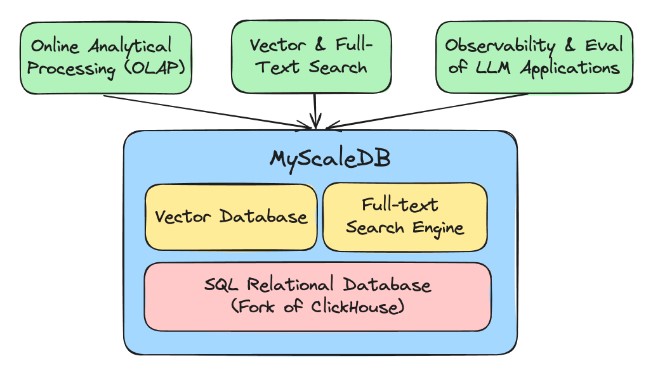 Online Analytical
Processing (OLAP)
Vector & Full-
Text Search
Observability & Eval
of LLM Applications
MyScaleDB
Vector Database
Full-text
Search Engine
SQL Relational Database
(Fork of ClickHouse)